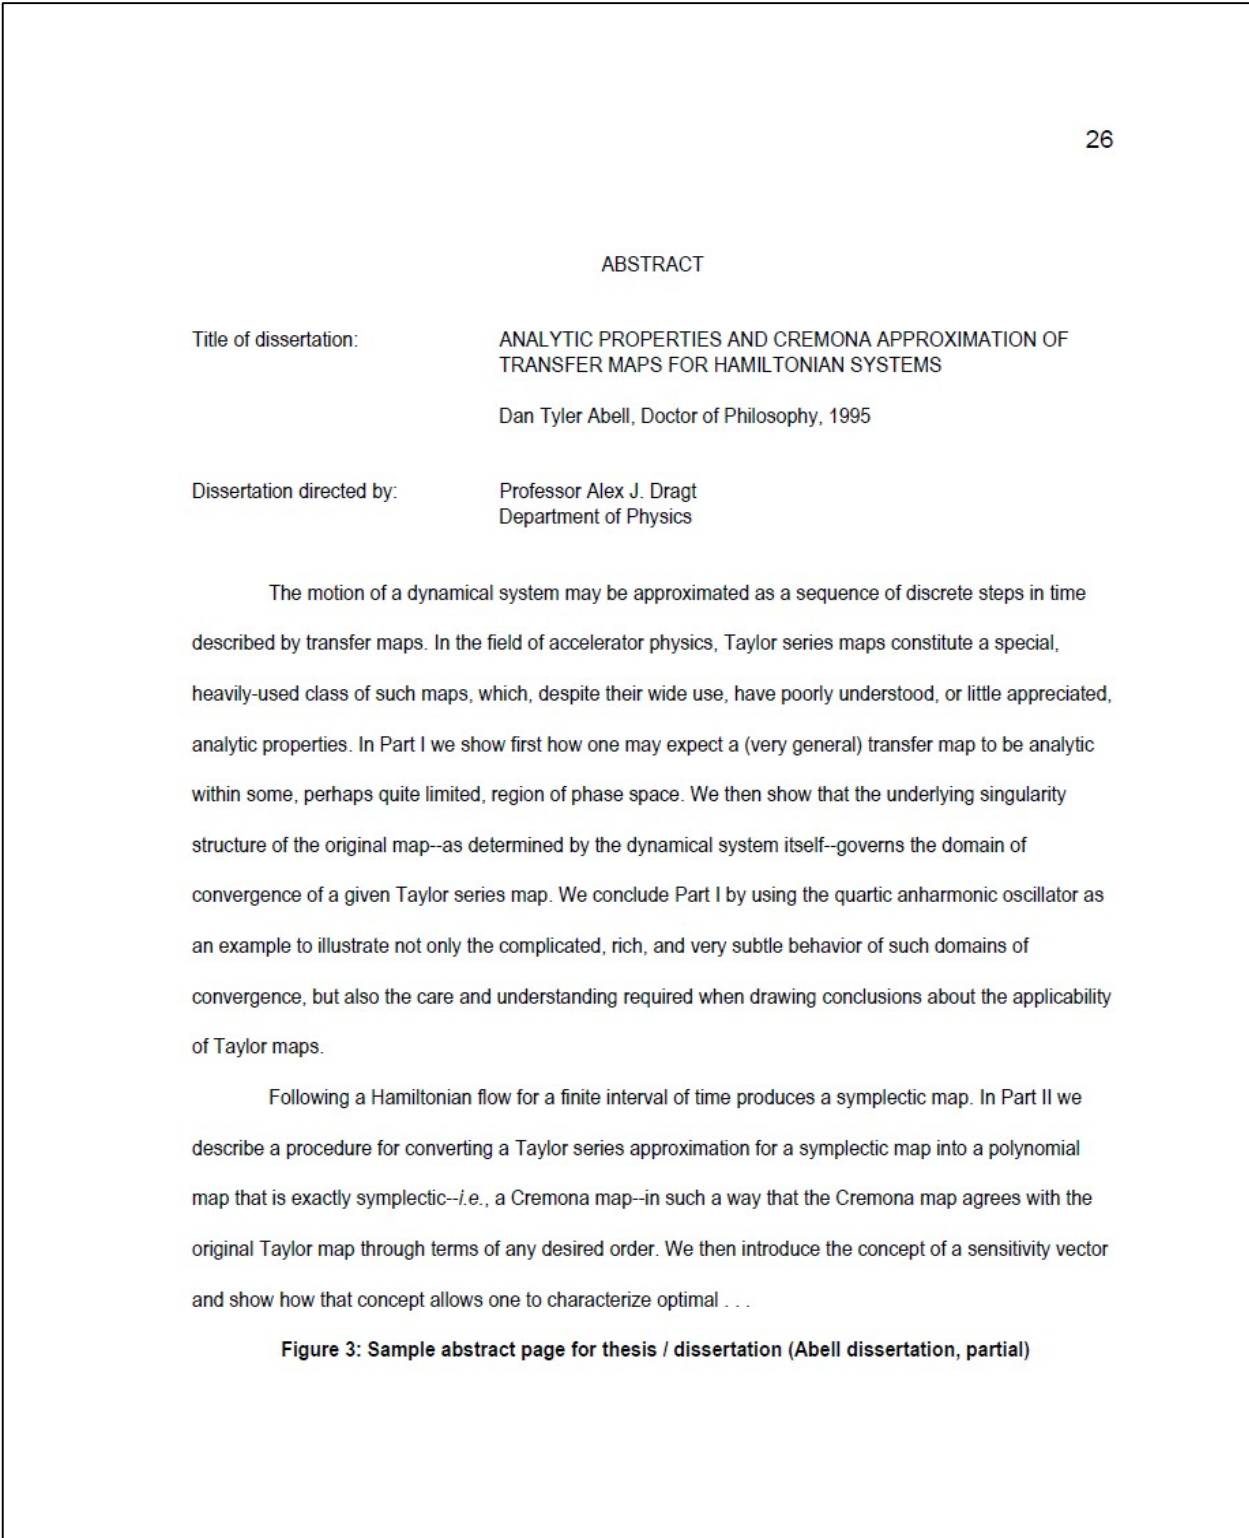 26
ABSTRACT
Title of dissertation: ANALYTIC PROPERTIES AND CREMONA APPROXIMATION OF
TRANSFER MAPS FOR HAMILTONIAN SYSTEMS
Dan Tyler Abell, Doctor of Philosophy, 1995
Dissertation directed by: Professor Alex J. Dragt
Department of Physics
The motion of a dynamical system may be approximated as a sequence of discrete steps in time
described by transfer maps. In the field of accelerator physics, Taylor series maps constitute a special,
heavily-used class of such maps, which, despite their wide use, have poorly understood, or little appreciated,
analytic properties. In Part I we show first how one may expect a (very general) transfer map to be analytic
within some, perhaps quite limited, region of phase space. We then show that the underlying singularity
structure of the original map--as determined by the dynamical system itself--governs the domain of
convergence of a given Taylor series map. We conclude Part I by using the quartic anharmonic oscillator as
an example to illustrate not only the complicated, rich, and very subtle behavior of such domains of
convergence, but also the care and understanding required when drawing conclusions about the applicability
of Taylor maps.
Following a Hamiltonian flow for a finite interval of time produces a symplectic map. In Part II we
describe a procedure for converting a Taylor series approximation for a symplectic map into a polynomial
map that is exactly symplectic--i.e., a Cremona map--in such a way that the Cremona map agrees with the
original Taylor map through terms of any desired order. We then introduce the concept of a sensitivity vector
and show how that concept allows one to characterize optimal . . .
Figure 3: Sample abstract page for thesis / dissertation (Abell dissertation, partial)